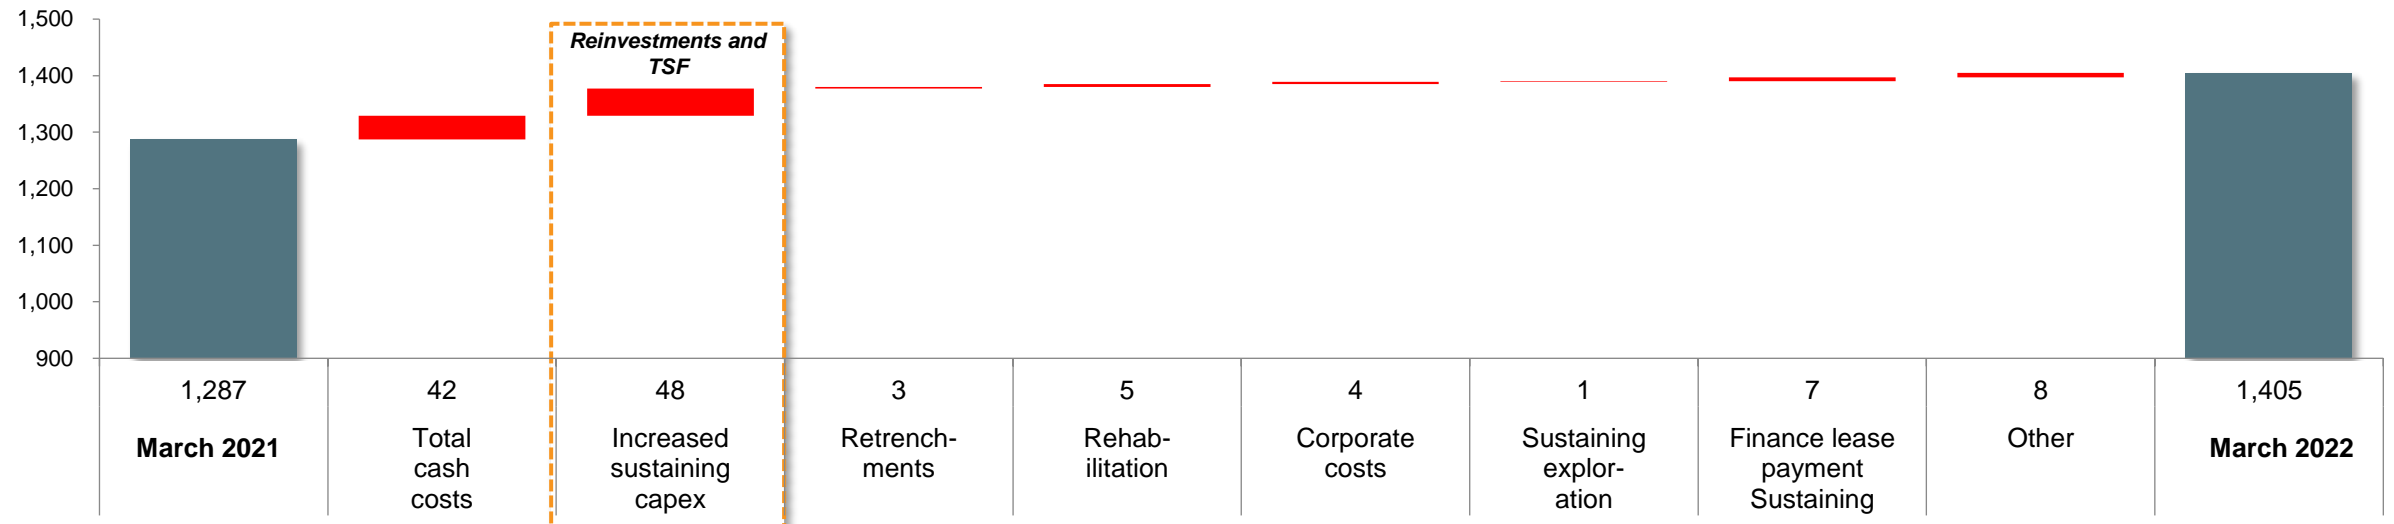 1,500
1,400
1,300
1,200
1,100
1,000
900
Reinvestments and
TSF
1,287
42
48
3
5
4
1
7
8
1,405
March 2021
Total
cash
costs
Increased
sustaining
capex
Retrench-
ments
Rehab-
ilitation
Corporate
costs
Sustaining
explor-
ation
Finance lease
payment
Sustaining
Other
March 2022